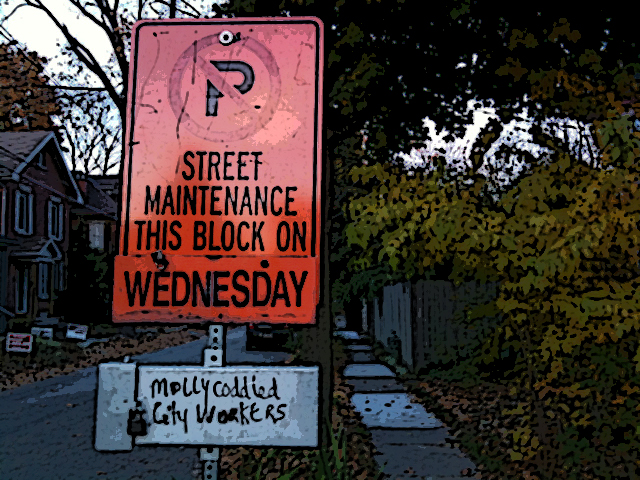 P
STREET
MAINTENANCE
THIS BLOCK ON
WEDNESDAY
MOLLYCODDLED
City WORKERS